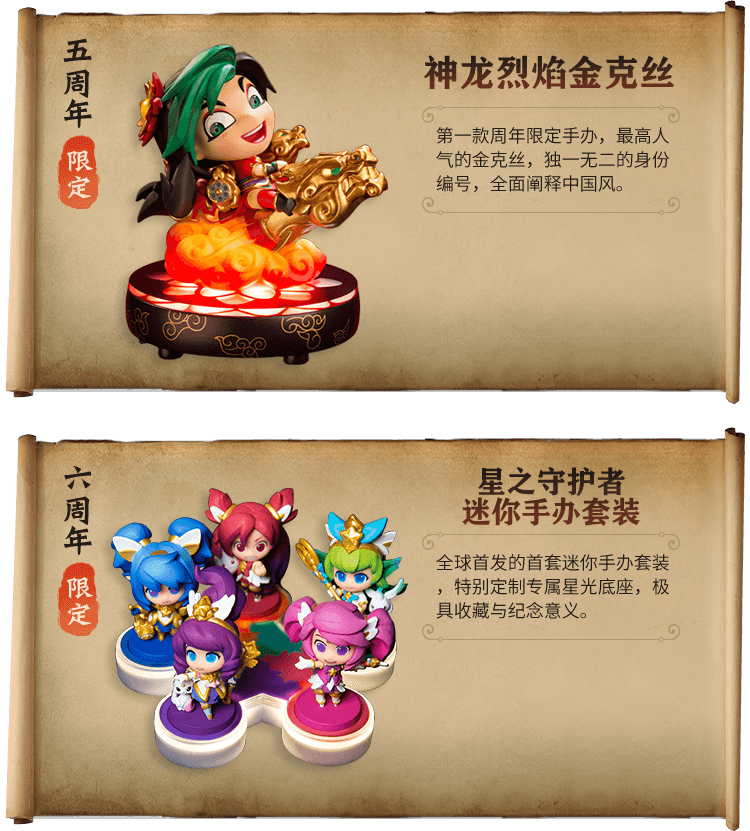 五周年
限定
神龙烈焰金克丝
第一款周年限定手办，最高人
气的金克丝，独一无二的身份
编号，全面阐释中国风。
六周年
限定
星之守护者
迷你手办套装
全球首发的首套迷你手办套装
，特别定制专属星光底座，极
具收藏与纪念意义。